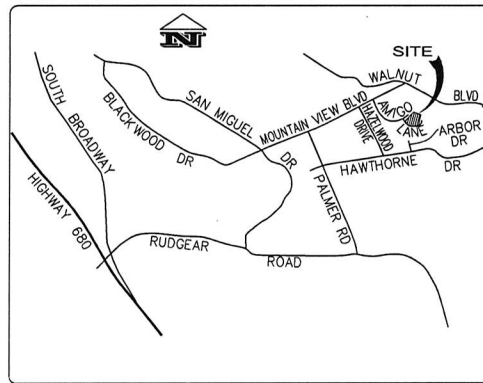 N
SITE
WALNUT BLVD
SOUTH BROADWAY
BLACKWOOD DR
SAN MIGUEL DR
MOUNTAIN VIEW BLVD
AMIGO LANE
HAZELWOOD DRIVE
ARBOR DR
HAWTHORNE DR
HIGHWAY 680
PALMER RD
RUDGEAR ROAD